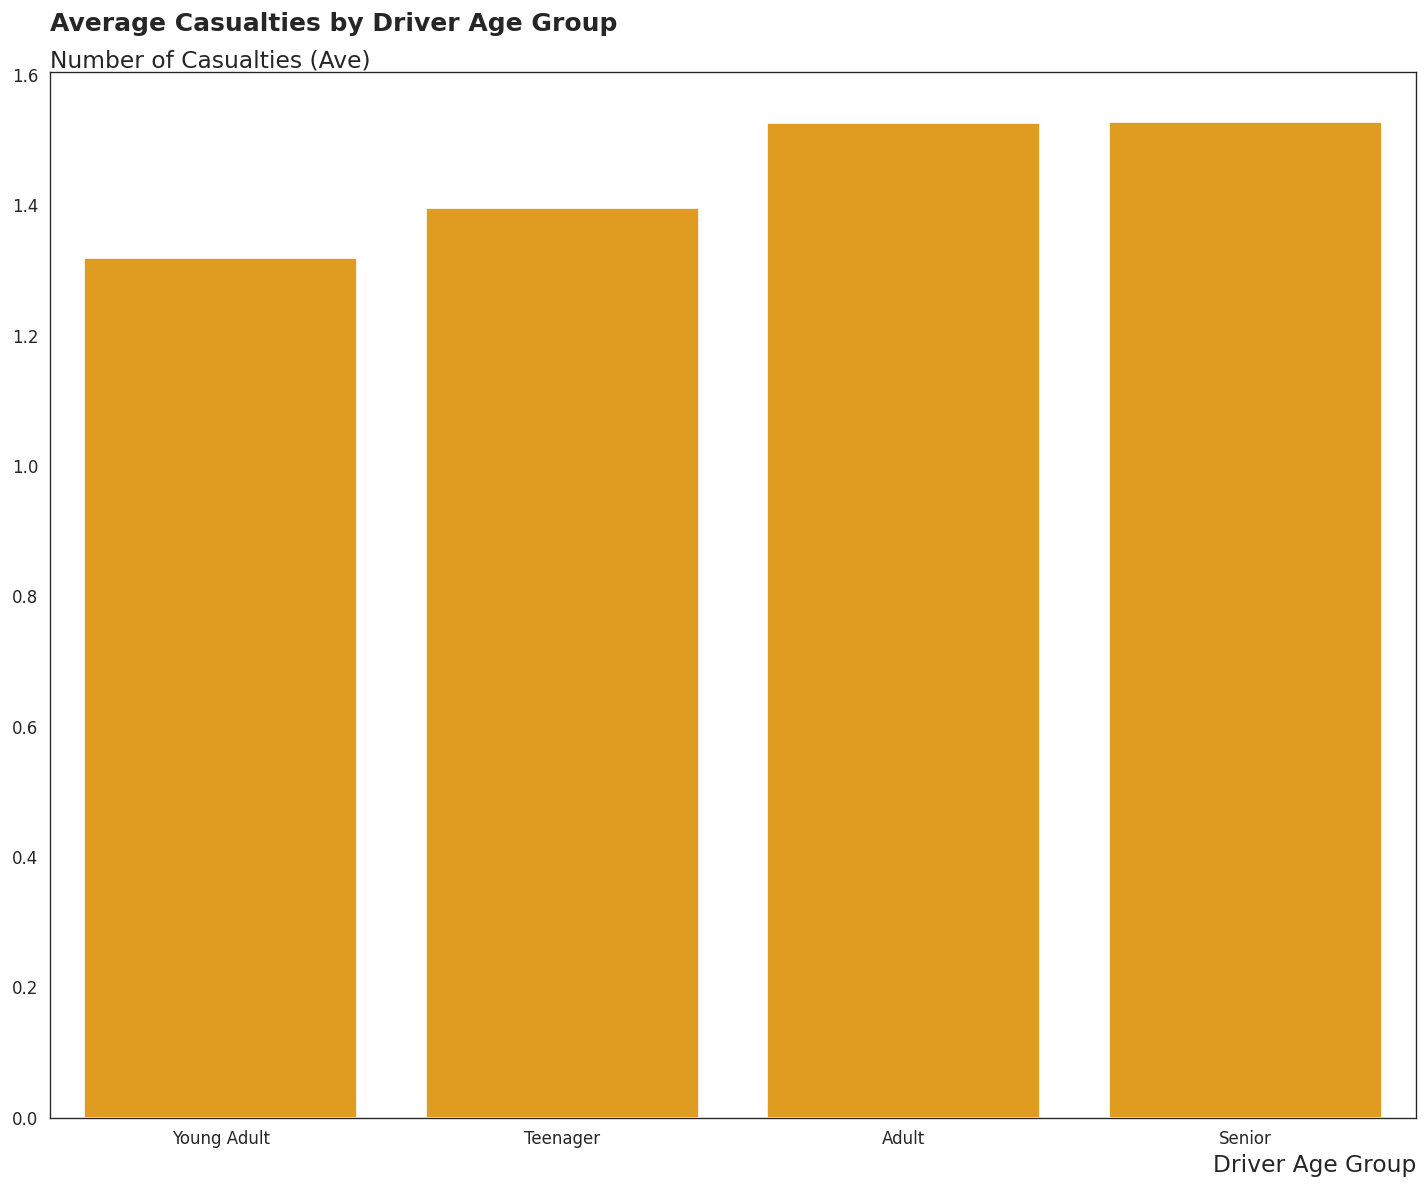 Average Casualties by Driver Age Group
Number of Casualties (Ave)
1.6
1.4
1.2
1.0
0.8
0.6
0.4
0.2
0.0
Young Adult Teenager Adult Senior
Driver Age Group